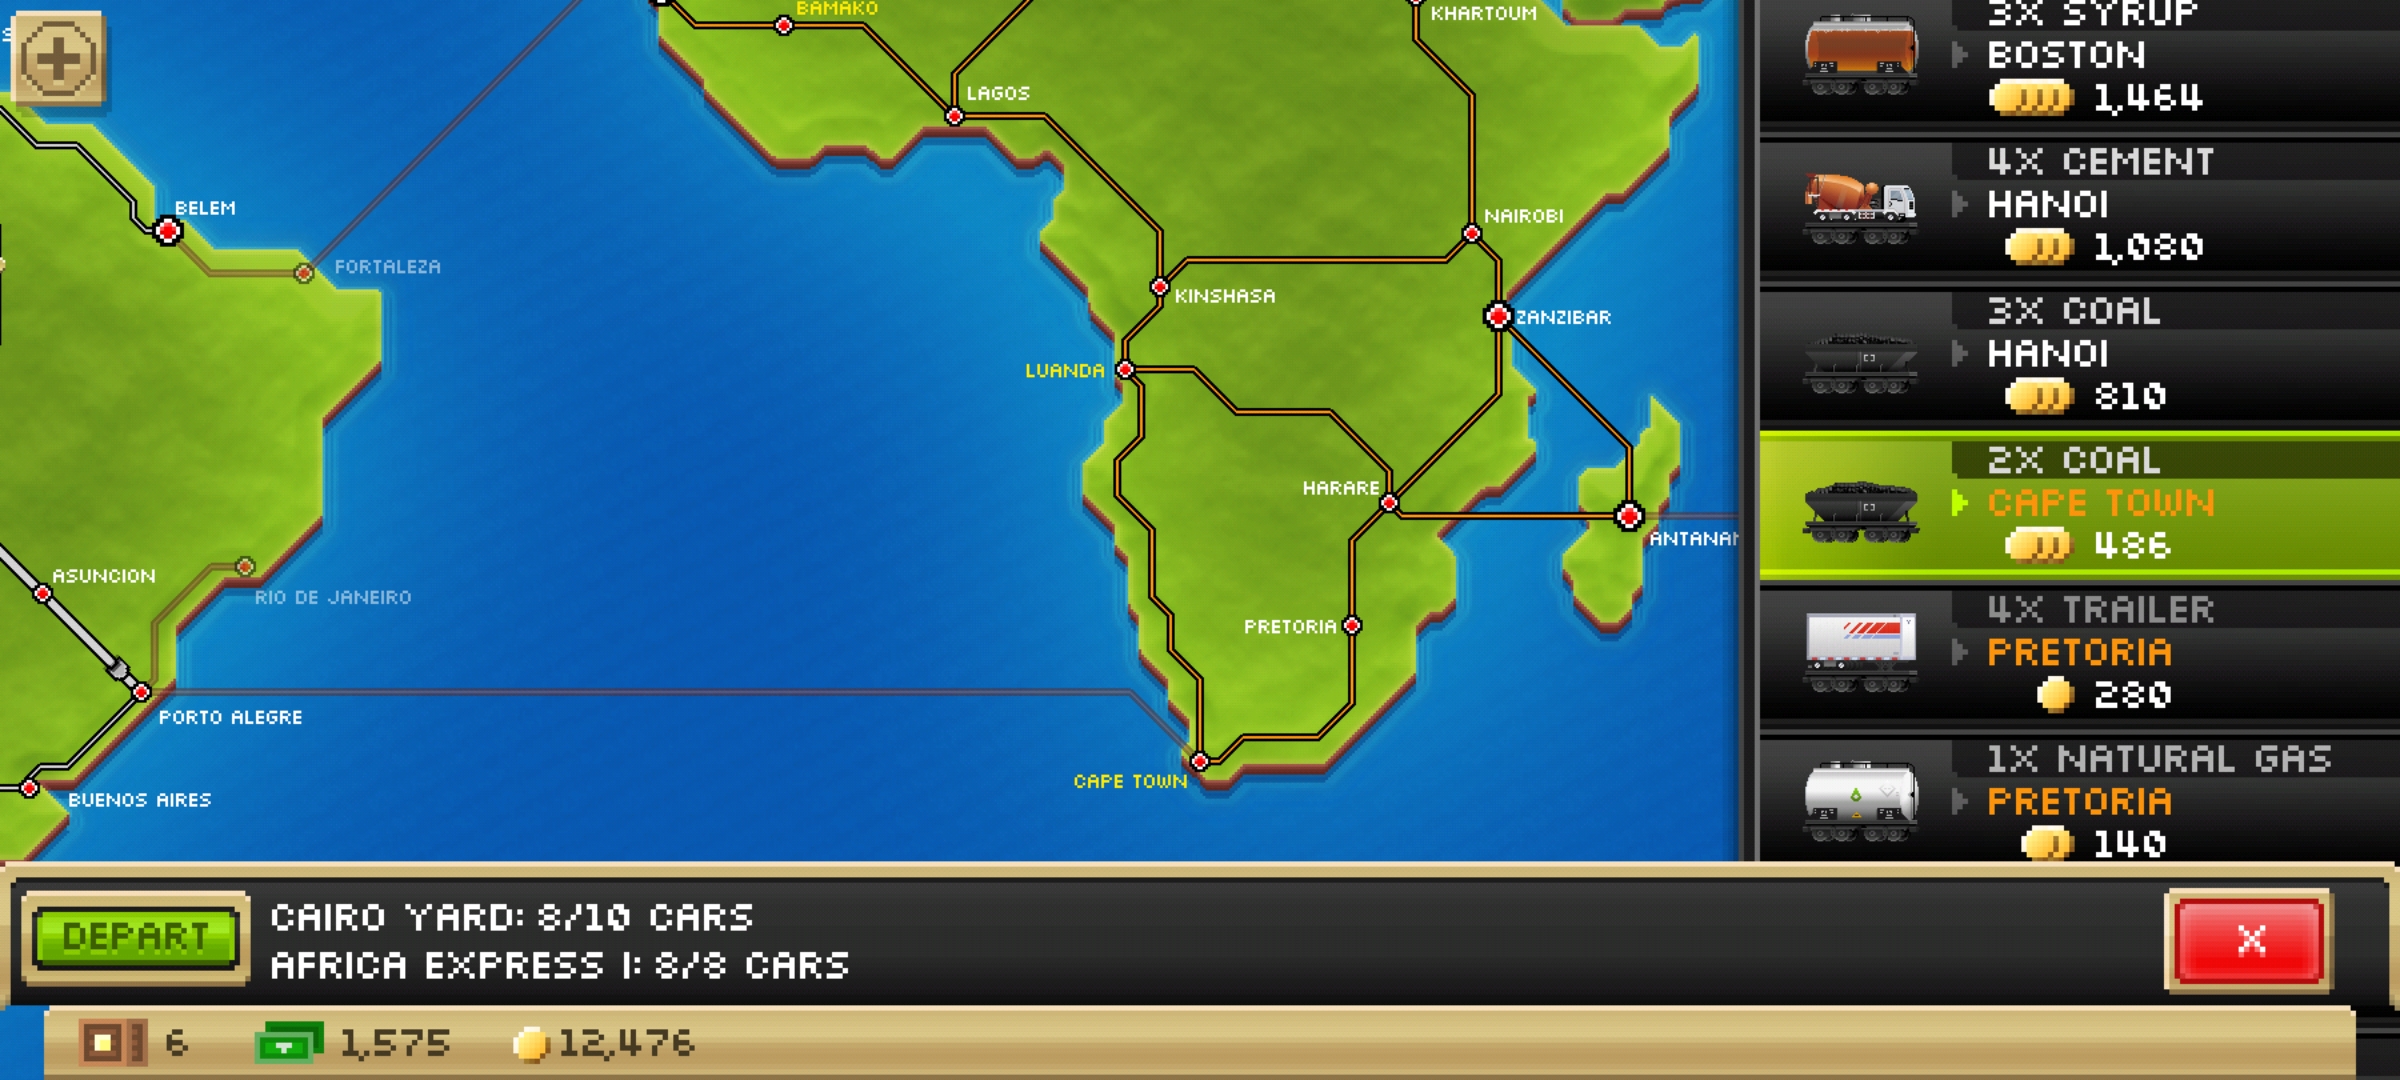 BAMAKO
KHARTOUM
LAGOS
BELEM
NAIROBI
FORTALEZA
KINSHASA
ZANZIBAR
LUANDA
HARARE
ANTANAN
ASUNCION
RIO DE JANEIRO
PRETORIA
PORTO ALEGRE
CAPE TOWN
BUENOS AIRES
3X SYRUP
BOSTON
1,464
4X CEMENT
HANOI
1,080
3X COAL
HANOI
810
2X COAL
CAPE TOWN
486
4X TRAILER
PRETORIA
280
1X NATURAL GAS
PRETORIA
140
DEPART
CAIRO YARD: 8/10 CARS
AFRICA EXPRESS I: 8/8 CARS
X
6
1,575
12,476